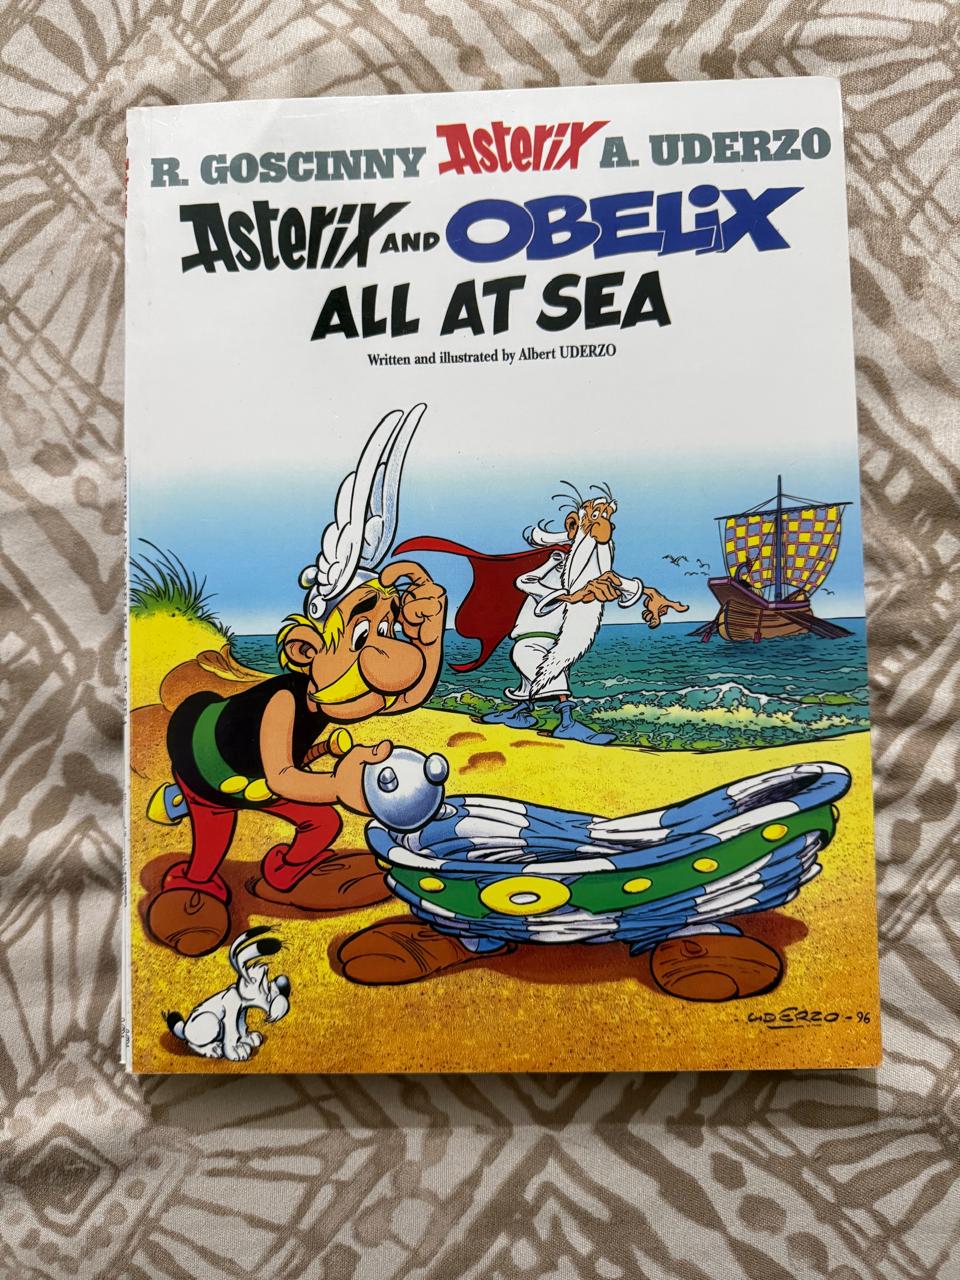 R. GOSCINNY Asterix A. UDERZO
Asterix AND OBELiX
ALL AT SEA
Written and illustrated by Albert UDERZO
UDERZO - 96